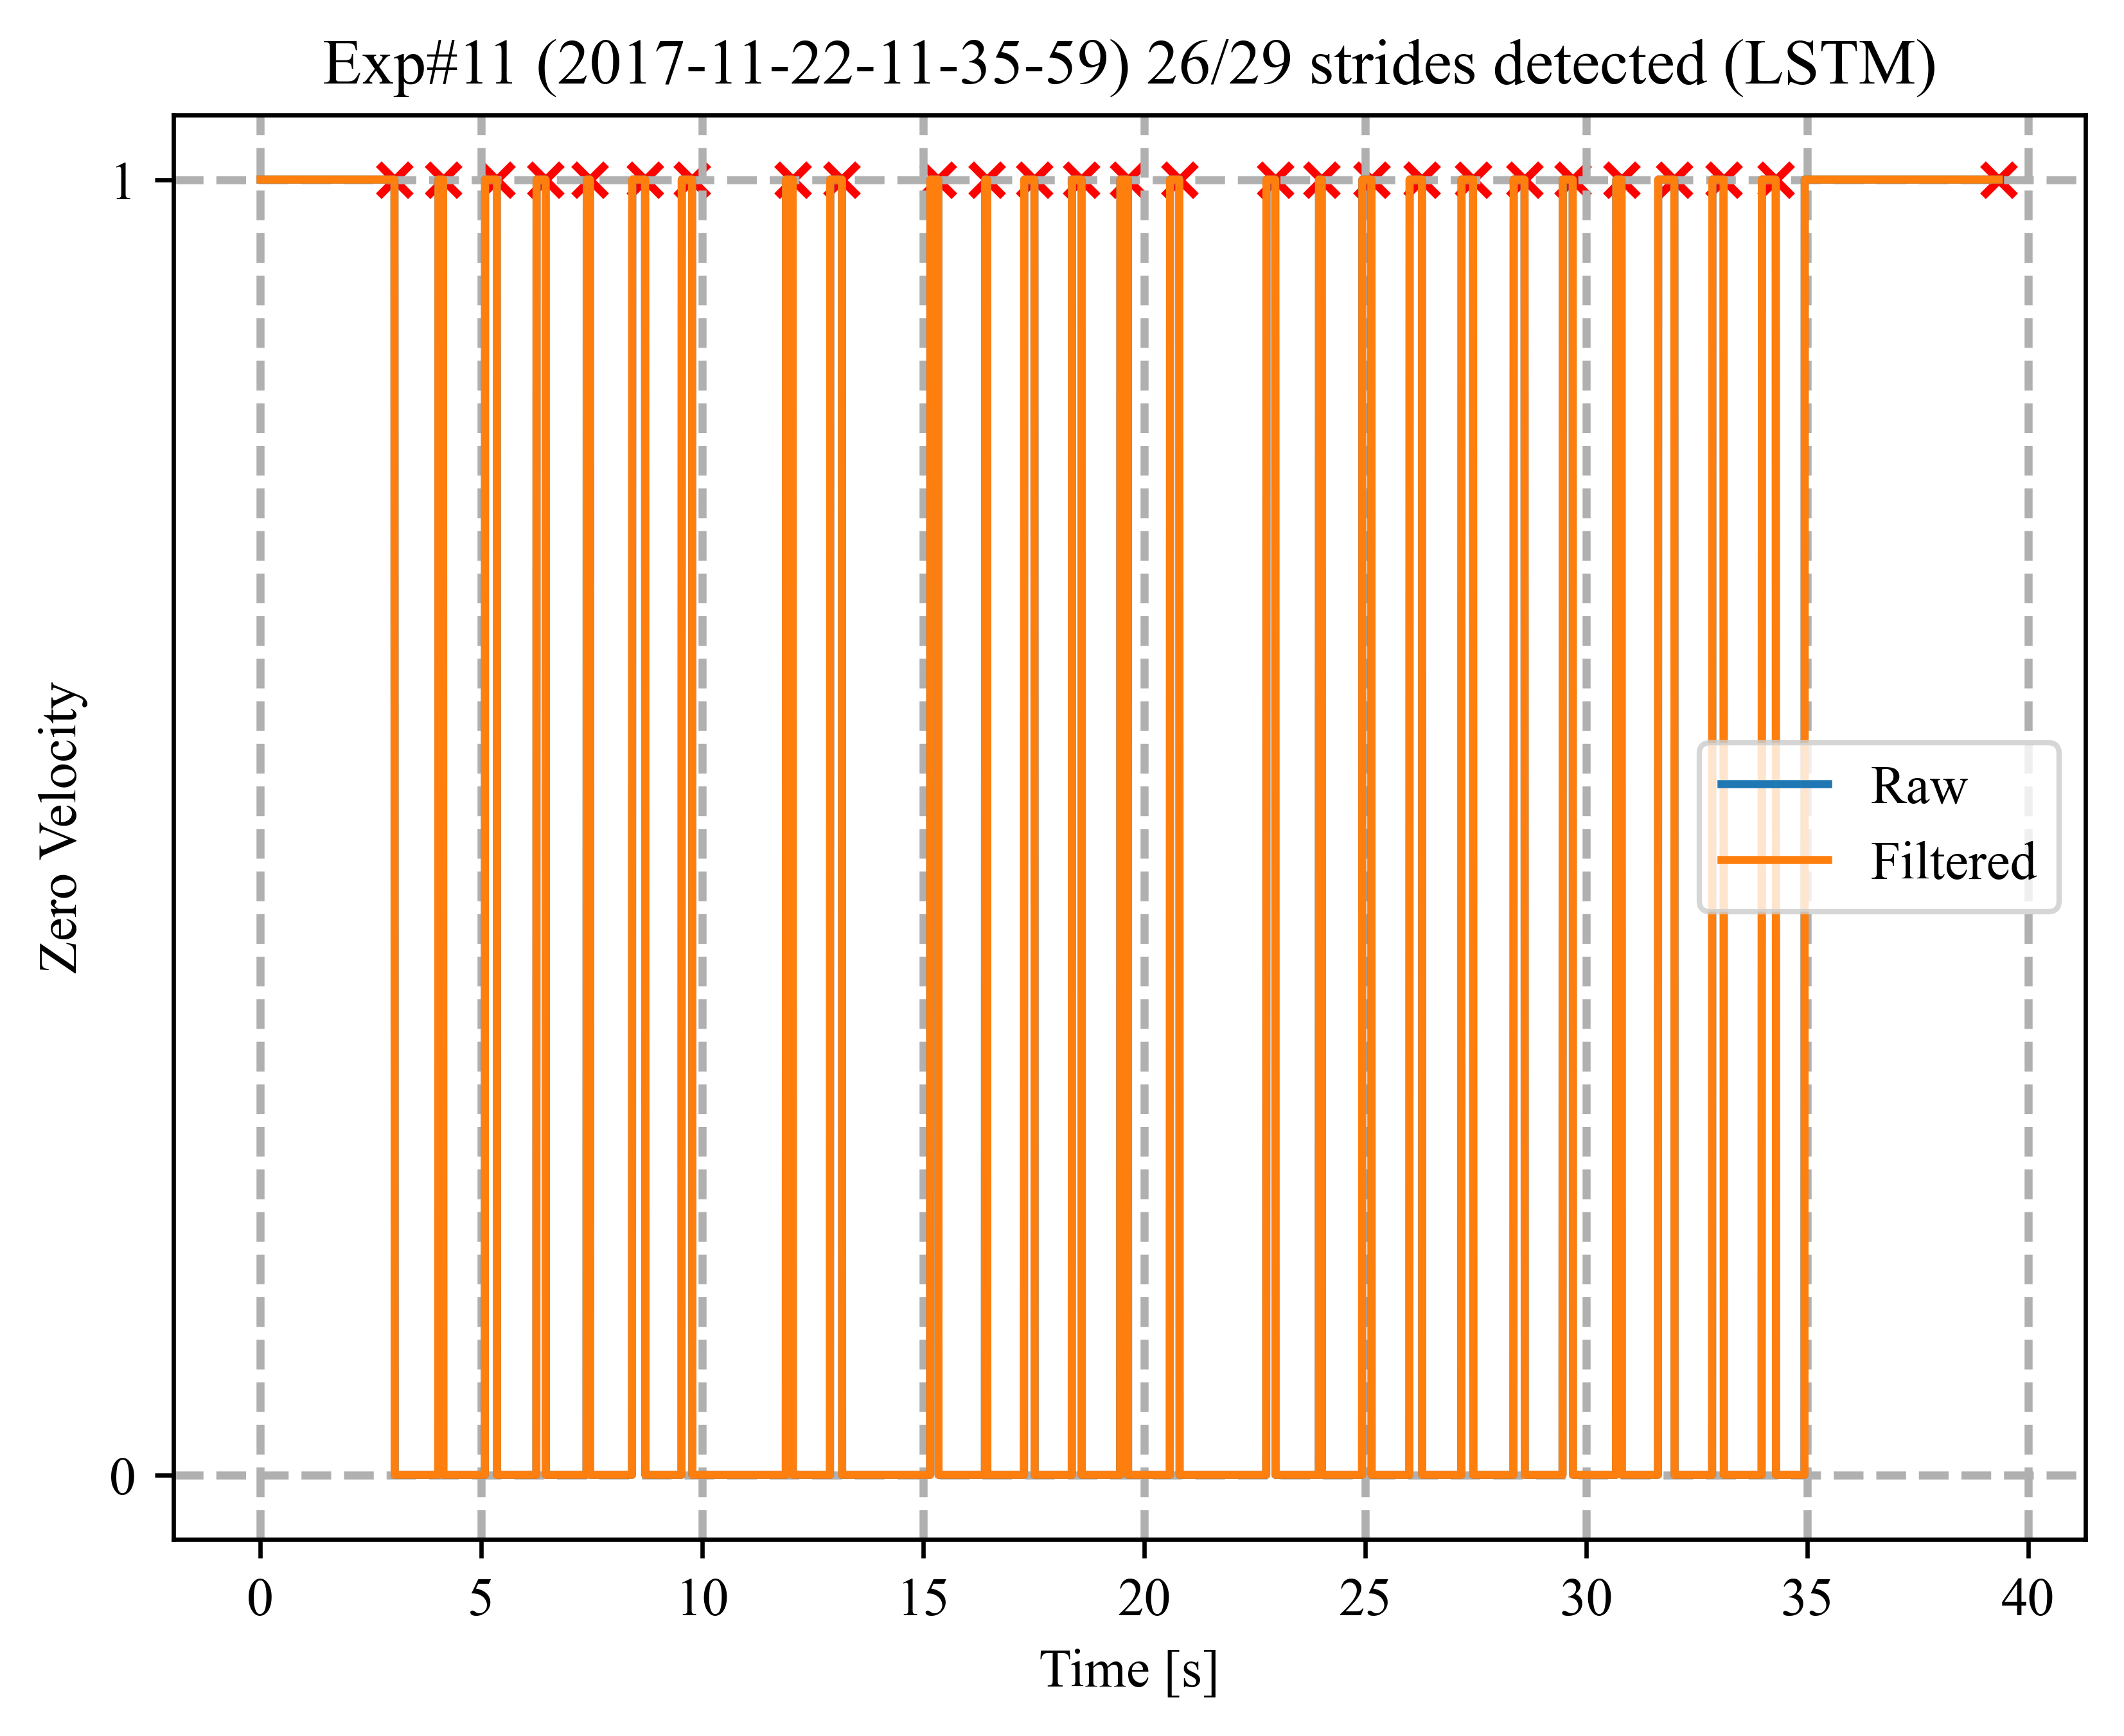 Exp#11 (2017-11-22-11-35-59) 26/29 strides detected (LSTM)
1
Zero Velocity
Raw
Filtered
0
0 5 10 15 20 25 30 35 40
Time [s]